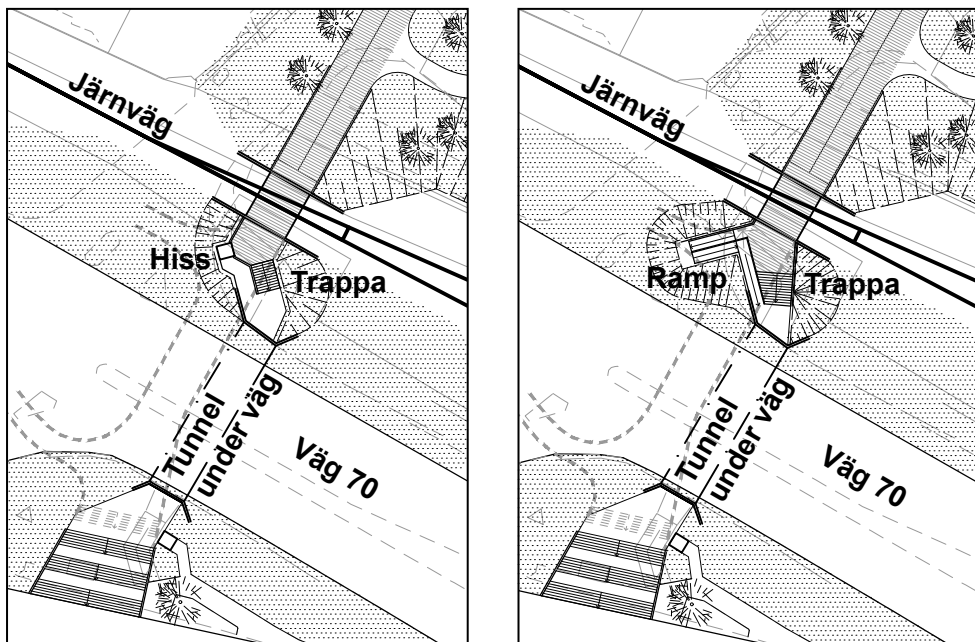 Järnväg
Hiss
Trappa
Tunnel
under väg
Väg 70
Järnväg
Ramp
Trappa
Tunnel
under väg
Väg 70